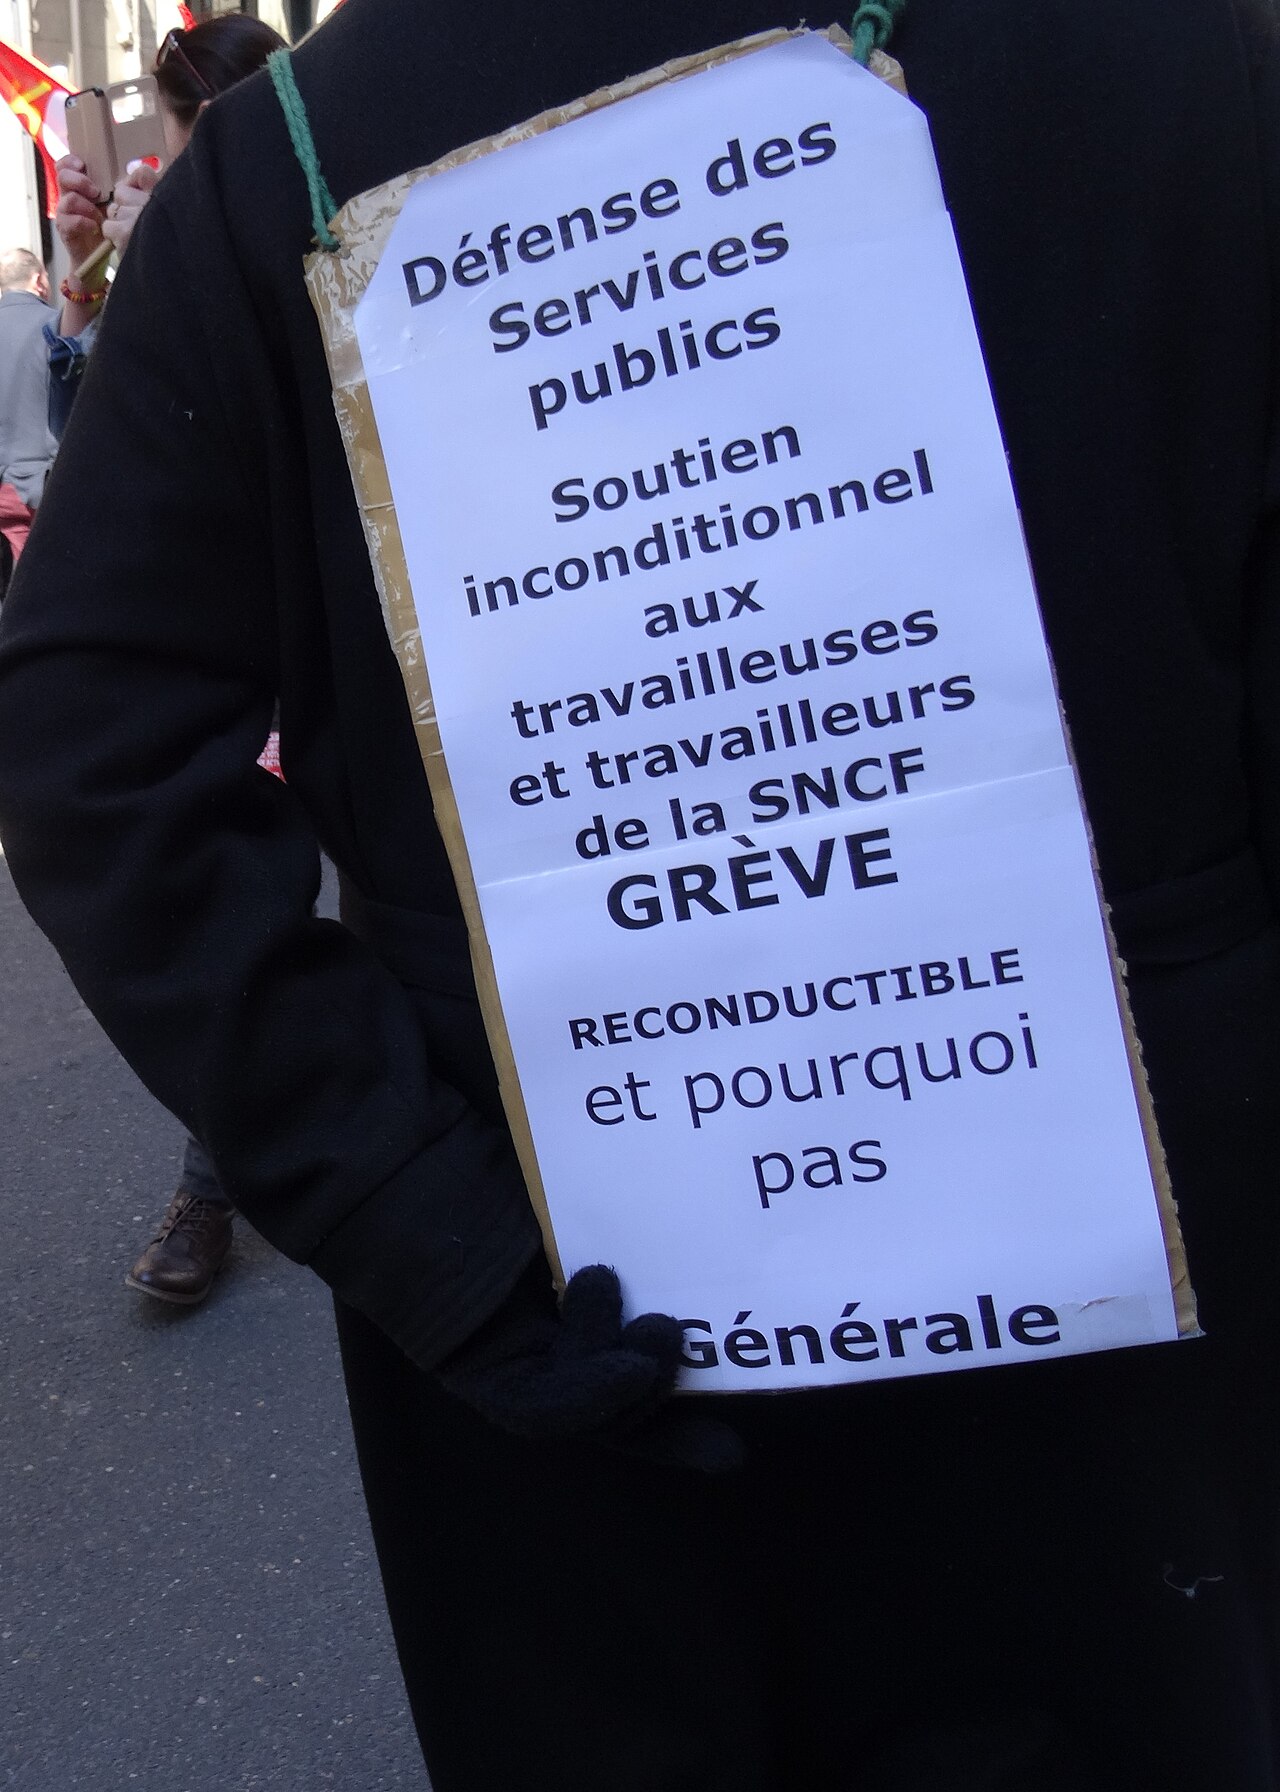 Défense des
Services
publics
Soutien
inconditionnel
aux
travailleuses
et travailleurs
de la SNCF
GRÈVE
RECONDUCTIBLE
et pourquoi
pas
Générale